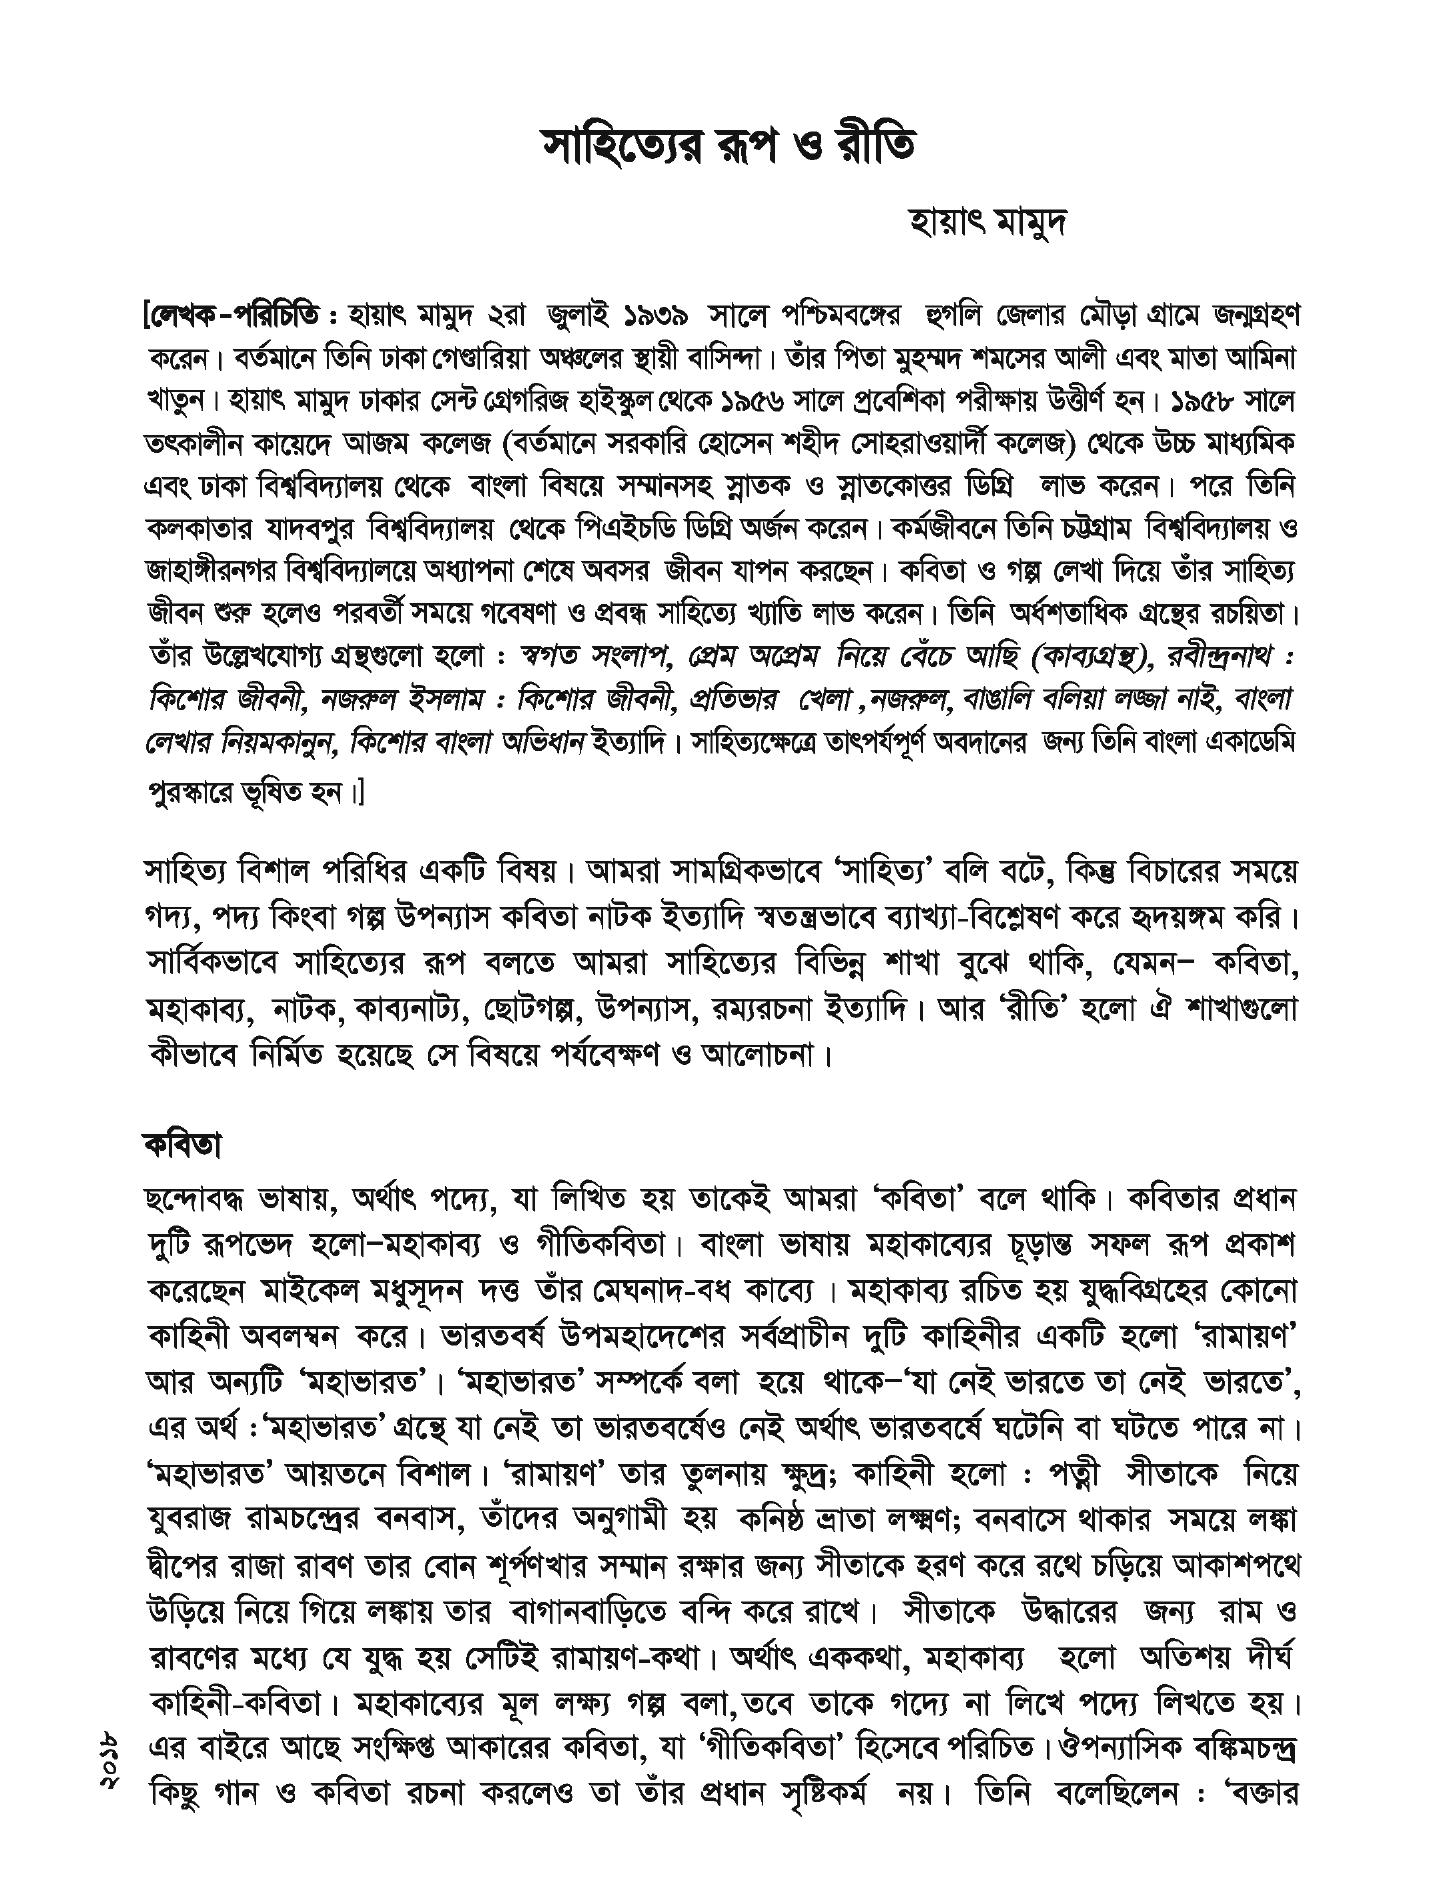 সাহিত্যের রূপ ও রীতি
হায়াৎ মামুদ
[লেখক-পরিচিতি : হায়াৎ মামুদ ২রা জুলাই ১৯৩৯ সালে পশ্চিমবঙ্গের হুগলি জেলার মৌড়া গ্রামে জন্মগ্রহণ
করেন। বর্তমানে তিনি ঢাকা গেণ্ডারিয়া অঞ্চলের স্থায়ী বাসিন্দা। তাঁর পিতা মুহম্মদ শমসের আলী এবং মাতা আমিনা
খাতুন। হায়াৎ মামুদ ঢাকার সেন্ট গ্রেগরিজ হাইস্কুল থেকে ১৯৫৬ সালে প্রবেশিকা পরীক্ষায় উত্তীর্ণ হন। ১৯৫৮ সালে
তৎকালীন কায়েদে আজম কলেজ (বর্তমানে সরকারি হোসেন শহীদ সোহরাওয়ার্দী কলেজ) থেকে উচ্চ মাধ্যমিক
এবং ঢাকা বিশ্ববিদ্যালয় থেকে বাংলা বিষয়ে সম্মানসহ স্নাতক ও স্নাতকোত্তর ডিগ্রি লাভ করেন। পরে তিনি
কলকাতার যাদবপুর বিশ্ববিদ্যালয় থেকে পিএইচডি ডিগ্রি অর্জন করেন। কর্মজীবনে তিনি চট্টগ্রাম বিশ্ববিদ্যালয় ও
জাহাঙ্গীরনগর বিশ্ববিদ্যালয়ে অধ্যাপনা শেষে অবসর জীবন যাপন করছেন। কবিতা ও গল্প লেখা দিয়ে তাঁর সাহিত্য
জীবন শুরু হলেও পরবর্তী সময়ে গবেষণা ও প্রবন্ধ সাহিত্যে খ্যাতি লাভ করেন। তিনি অর্ধশতাধিক গ্রন্থের রচয়িতা।
তাঁর উল্লেখযোগ্য গ্রন্থগুলো হলো : স্বগত সংলাপ, প্রেম অপ্রেম নিয়ে বেঁচে আছি (কাব্যগ্রন্থ), রবীন্দ্রনাথ :
কিশোর জীবনী, নজরুল ইসলাম : কিশোর জীবনী, প্রতিভার খেলা ,নজরুল, বাঙালি বলিয়া লজ্জা নাই, বাংলা
লেখার নিয়মকানুন, কিশোর বাংলা অভিধান ইত্যাদি। সাহিত্যক্ষেত্রে তাৎপর্যপূর্ণ অবদানের জন্য তিনি বাংলা একাডেমি
পুরস্কারে ভূষিত হন।]
সাহিত্য বিশাল পরিধির একটি বিষয়। আমরা সামগ্রিকভাবে ‘সাহিত্য’ বলি বটে, কিন্তু বিচারের সময়ে
গদ্য, পদ্য কিংবা গল্প উপন্যাস কবিতা নাটক ইত্যাদি স্বতন্ত্রভাবে ব্যাখ্যা-বিশ্লেষণ করে হৃদয়ঙ্গম করি।
সার্বিকভাবে সাহিত্যের রূপ বলতে আমরা সাহিত্যের বিভিন্ন শাখা বুঝে থাকি, যেমন– কবিতা,
মহাকাব্য, নাটক, কাব্যনাট্য, ছোটগল্প, উপন্যাস, রম্যরচনা ইত্যাদি। আর ‘রীতি’ হলো ঐ শাখাগুলো
কীভাবে নির্মিত হয়েছে সে বিষয়ে পর্যবেক্ষণ ও আলোচনা।
কবিতা
ছন্দোবদ্ধ ভাষায়, অর্থাৎ পদ্যে, যা লিখিত হয় তাকেই আমরা ‘কবিতা’ বলে থাকি। কবিতার প্রধান
দুটি রূপভেদ হলো–মহাকাব্য ও গীতিকবিতা। বাংলা ভাষায় মহাকাব্যের চূড়ান্ত সফল রূপ প্রকাশ
করেছেন মাইকেল মধুসূদন দত্ত তাঁর মেঘনাদ-বধ কাব্যে। মহাকাব্য রচিত হয় যুদ্ধবিগ্রহের কোনো
কাহিনী অবলম্বন করে। ভারতবর্ষ উপমহাদেশের সর্বপ্রাচীন দুটি কাহিনীর একটি হলো ‘রামায়ণ’
আর অন্যটি ‘মহাভারত’। ‘মহাভারত’ সম্পর্কে বলা হয়ে থাকে–‘যা নেই ভারতে তা নেই ভারতে’,
এর অর্থ :‘মহাভারত’ গ্রন্থে যা নেই তা ভারতবর্ষেও নেই অর্থাৎ ভারতবর্ষে ঘটেনি বা ঘটতে পারে না।
‘মহাভারত’ আয়তনে বিশাল। ‘রামায়ণ’ তার তুলনায় ক্ষুদ্র; কাহিনী হলো : পত্নী সীতাকে নিয়ে
যুবরাজ রামচন্দ্রের বনবাস, তাঁদের অনুগামী হয় কনিষ্ঠ ভ্রাতা লক্ষ্মণ; বনবাসে থাকার সময়ে লঙ্কা
দ্বীপের রাজা রাবণ তার বোন শূর্পণখার সম্মান রক্ষার জন্য সীতাকে হরণ করে রথে চড়িয়ে আকাশপথে
উড়িয়ে নিয়ে গিয়ে লঙ্কায় তার বাগানবাড়িতে বন্দি করে রাখে। সীতাকে উদ্ধারের জন্য রাম ও
রাবণের মধ্যে যে যুদ্ধ হয় সেটিই রামায়ণ-কথা। অর্থাৎ এককথা, মহাকাব্য হলো অতিশয় দীর্ঘ
কাহিনী-কবিতা। মহাকাব্যের মূল লক্ষ্য গল্প বলা,তবে তাকে গদ্যে না লিখে পদ্যে লিখতে হয়।
এর বাইরে আছে সংক্ষিপ্ত আকারের কবিতা, যা ‘গীতিকবিতা’ হিসেবে পরিচিত। ঔপন্যাসিক বঙ্কিমচন্দ্র
কিছু গান ও কবিতা রচনা করলেও তা তাঁর প্রধান সৃষ্টিকর্ম নয়। তিনি বলেছিলেন : ‘বক্তার
২০১৮